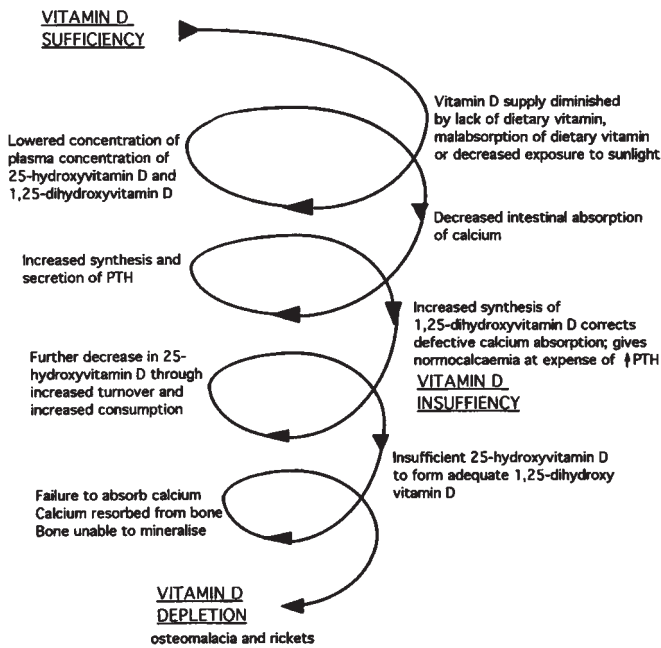 VITAMIN D
SUFFICIENCY
Vitamin D supply diminished
by lack of dietary vitamin,
malabsorption of dietary vitamin
or decreased exposure to sunlight
Lowered concentration of
plasma concentration of
25-hydroxyvitamin D and
1,25-dihydroxyvitamin D
Decreased intestinal absorption
of calcium
Increased synthesis and
secretion of PTH
Increased synthesis of
1,25-dihydroxyvitamin D corrects
defective calcium absorption; gives
normocalcaemia at expense of ↑PTH
VITAMIN D
INSUFFIENCY
Further decrease in 25-
hydroxyvitamin D through
increased turnover and
increased consumption
Insufficient 25-hydroxyvitamin D
to form adequate 1,25-dihydroxy
vitamin D
Failure to absorb calcium
Calcium resorbed from bone
Bone unable to mineralise
VITAMIN D
DEPLETION
osteomalacia and rickets